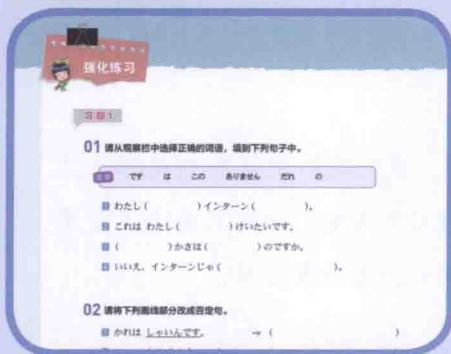 强化练习
习题 1
01 请从观察栏中选择正确的词语，填到下列句子中。
です は この ありません だれ の
わたし( )インターン( )。
これは わたし( )けいたいです。
( )かさは( )のですか。
いいえ、インターンじゃ( )。
02 请将下列画线部分改成否定句。
かれは しゃいんです。 → ( )